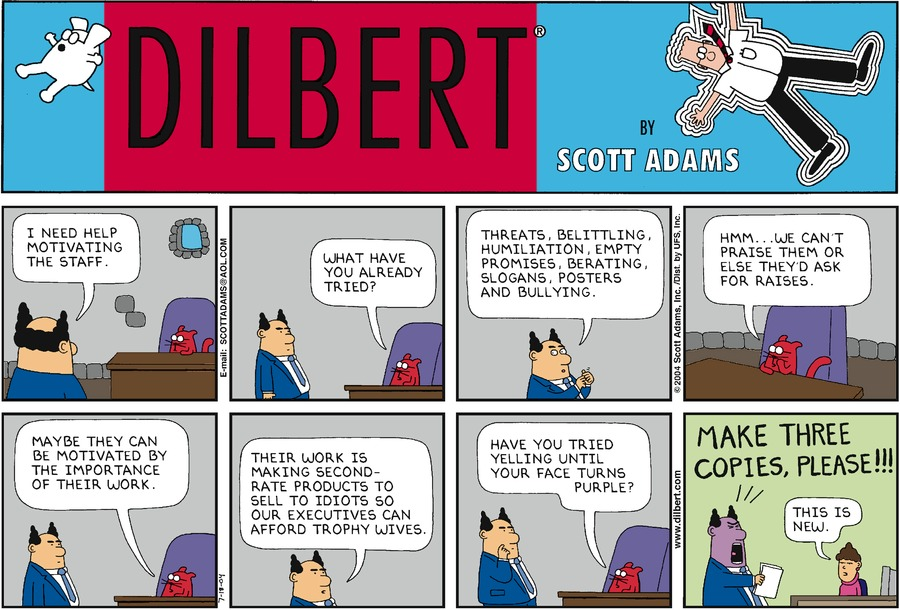 DILBERT®
BY
SCOTT ADAMS
I NEED HELP
MOTIVATING
THE STAFF.
E-mail: SCOTTADAMS@AOL.COM
WHAT HAVE
YOU ALREADY
TRIED?
THREATS, BELITTLING,
HUMILIATION, EMPTY
PROMISES, BERATING,
SLOGANS, POSTERS
AND BULLYING.
© 2004 Scott Adams, Inc./Dist. by UFS, Inc.
HMM...WE CAN'T
PRAISE THEM OR
ELSE THEY'D ASK
FOR RAISES.
MAYBE THEY CAN
BE MOTIVATED BY
THE IMPORTANCE
OF THEIR WORK.
7-18-04
THEIR WORK IS
MAKING SECOND-
RATE PRODUCTS TO
SELL TO IDIOTS SO
OUR EXECUTIVES CAN
AFFORD TROPHY WIVES.
HAVE YOU TRIED
YELLING UNTIL
YOUR FACE TURNS
PURPLE?
www.dilbert.com
MAKE THREE
COPIES, PLEASE!!!
THIS IS
NEW.